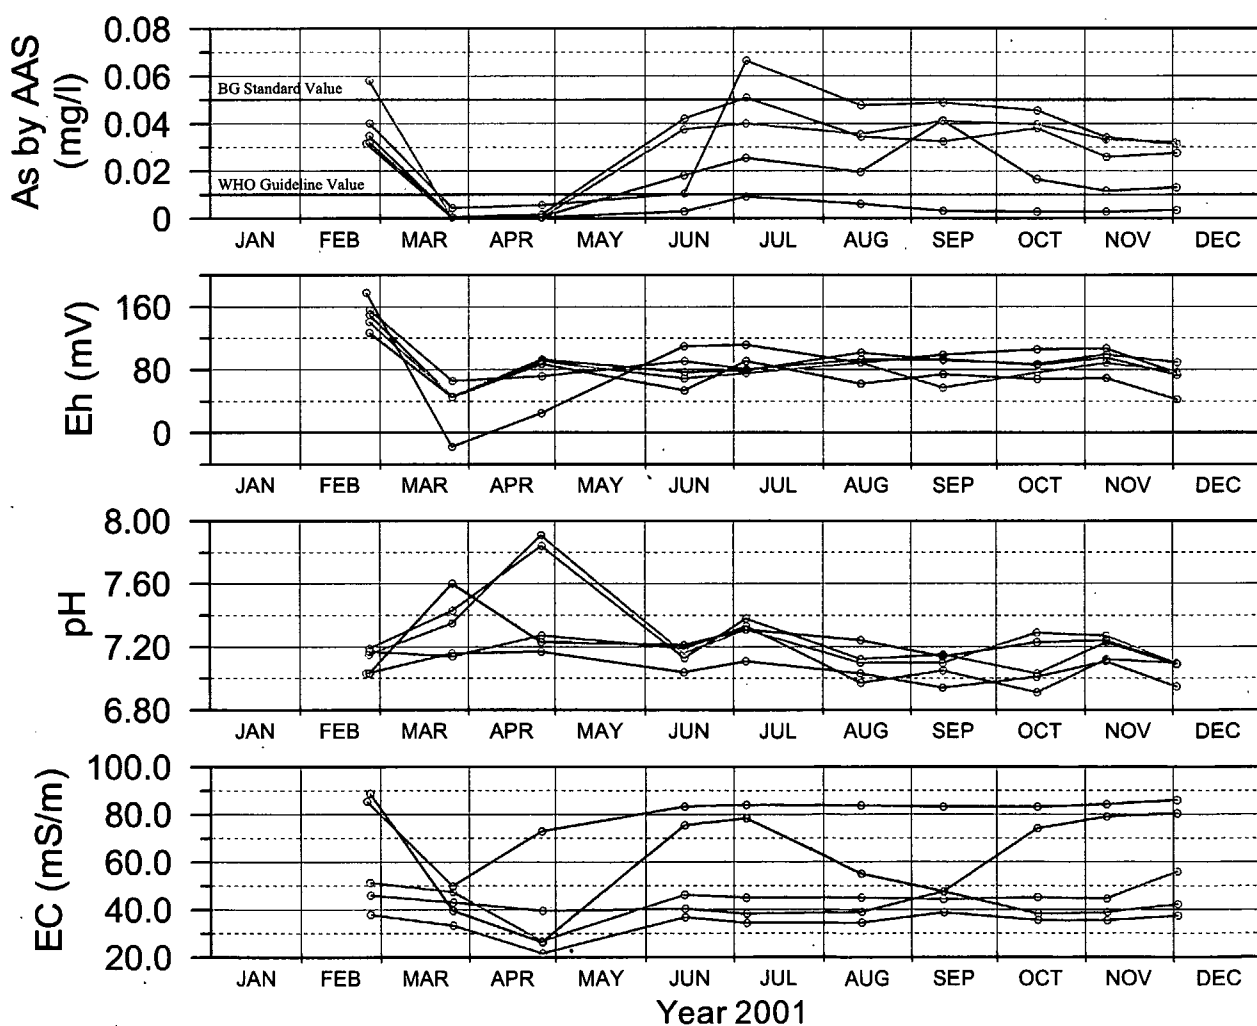 As by AAS
(mg/l)
0.08
0.06
BG Standard Value
0.04
0.02
WHO Guideline Value
0
JAN FEB MAR APR MAY JUN JUL AUG SEP OCT NOV DEC
Eh (mV)
160
80
0
JAN FEB MAR APR MAY JUN JUL AUG SEP OCT NOV DEC
pH
8.00
7.60
7.20
6.80
JAN FEB MAR APR MAY JUN JUL AUG SEP OCT NOV DEC
EC (mS/m)
100.0
80.0
60.0
40.0
20.0
JAN FEB MAR APR MAY JUN JUL AUG SEP OCT NOV DEC
Year 2001